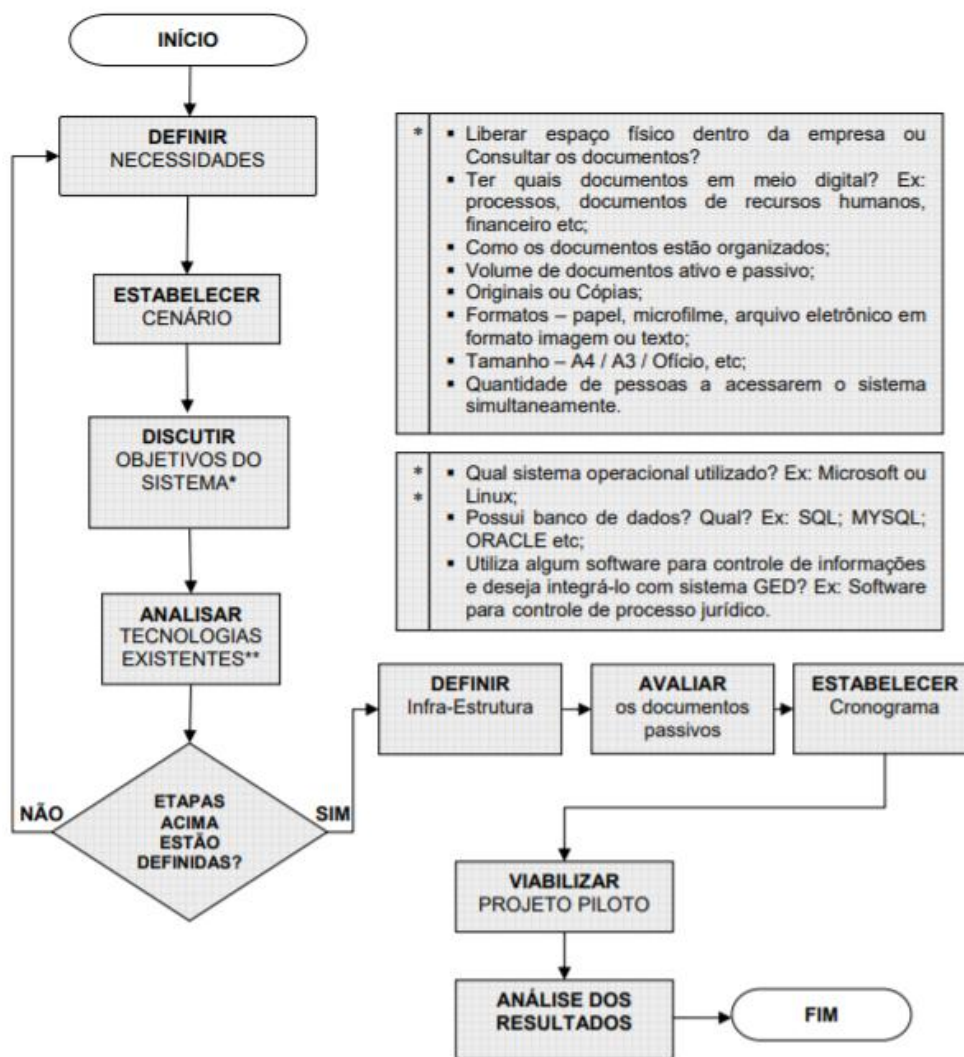 INÍCIO
DEFINIR
NECESSIDADES
ESTABELECER
CENÁRIO
DISCUTIR
OBJETIVOS DO
SISTEMA*
ANALISAR
TECNOLOGIAS
EXISTENTES**
ETAPAS
ACIMA
ESTÃO
DEFINIDAS?
NÃO
SIM
*
▪ Liberar espaço físico dentro da empresa ou
Consultar os documentos?
▪ Ter quais documentos em meio digital? Ex:
processos, documentos de recursos humanos,
financeiro etc;
▪ Como os documentos estão organizados;
▪ Volume de documentos ativo e passivo;
▪ Originais ou Cópias;
▪ Formatos – papel, microfilme, arquivo eletrônico em
formato imagem ou texto;
▪ Tamanho – A4 / A3 / Ofício, etc;
▪ Quantidade de pessoas a acessarem o sistema
simultaneamente.
*
*
▪ Qual sistema operacional utilizado? Ex: Microsoft ou
Linux;
▪ Possui banco de dados? Qual? Ex: SQL; MYSQL;
ORACLE etc;
▪ Utiliza algum software para controle de informações
e deseja integrá-lo com sistema GED? Ex: Software
para controle de processo jurídico.
DEFINIR
Infra-Estrutura
AVALIAR
os documentos
passivos
ESTABELECER
Cronograma
VIABILIZAR
PROJETO PILOTO
ANÁLISE DOS
RESULTADOS
FIM